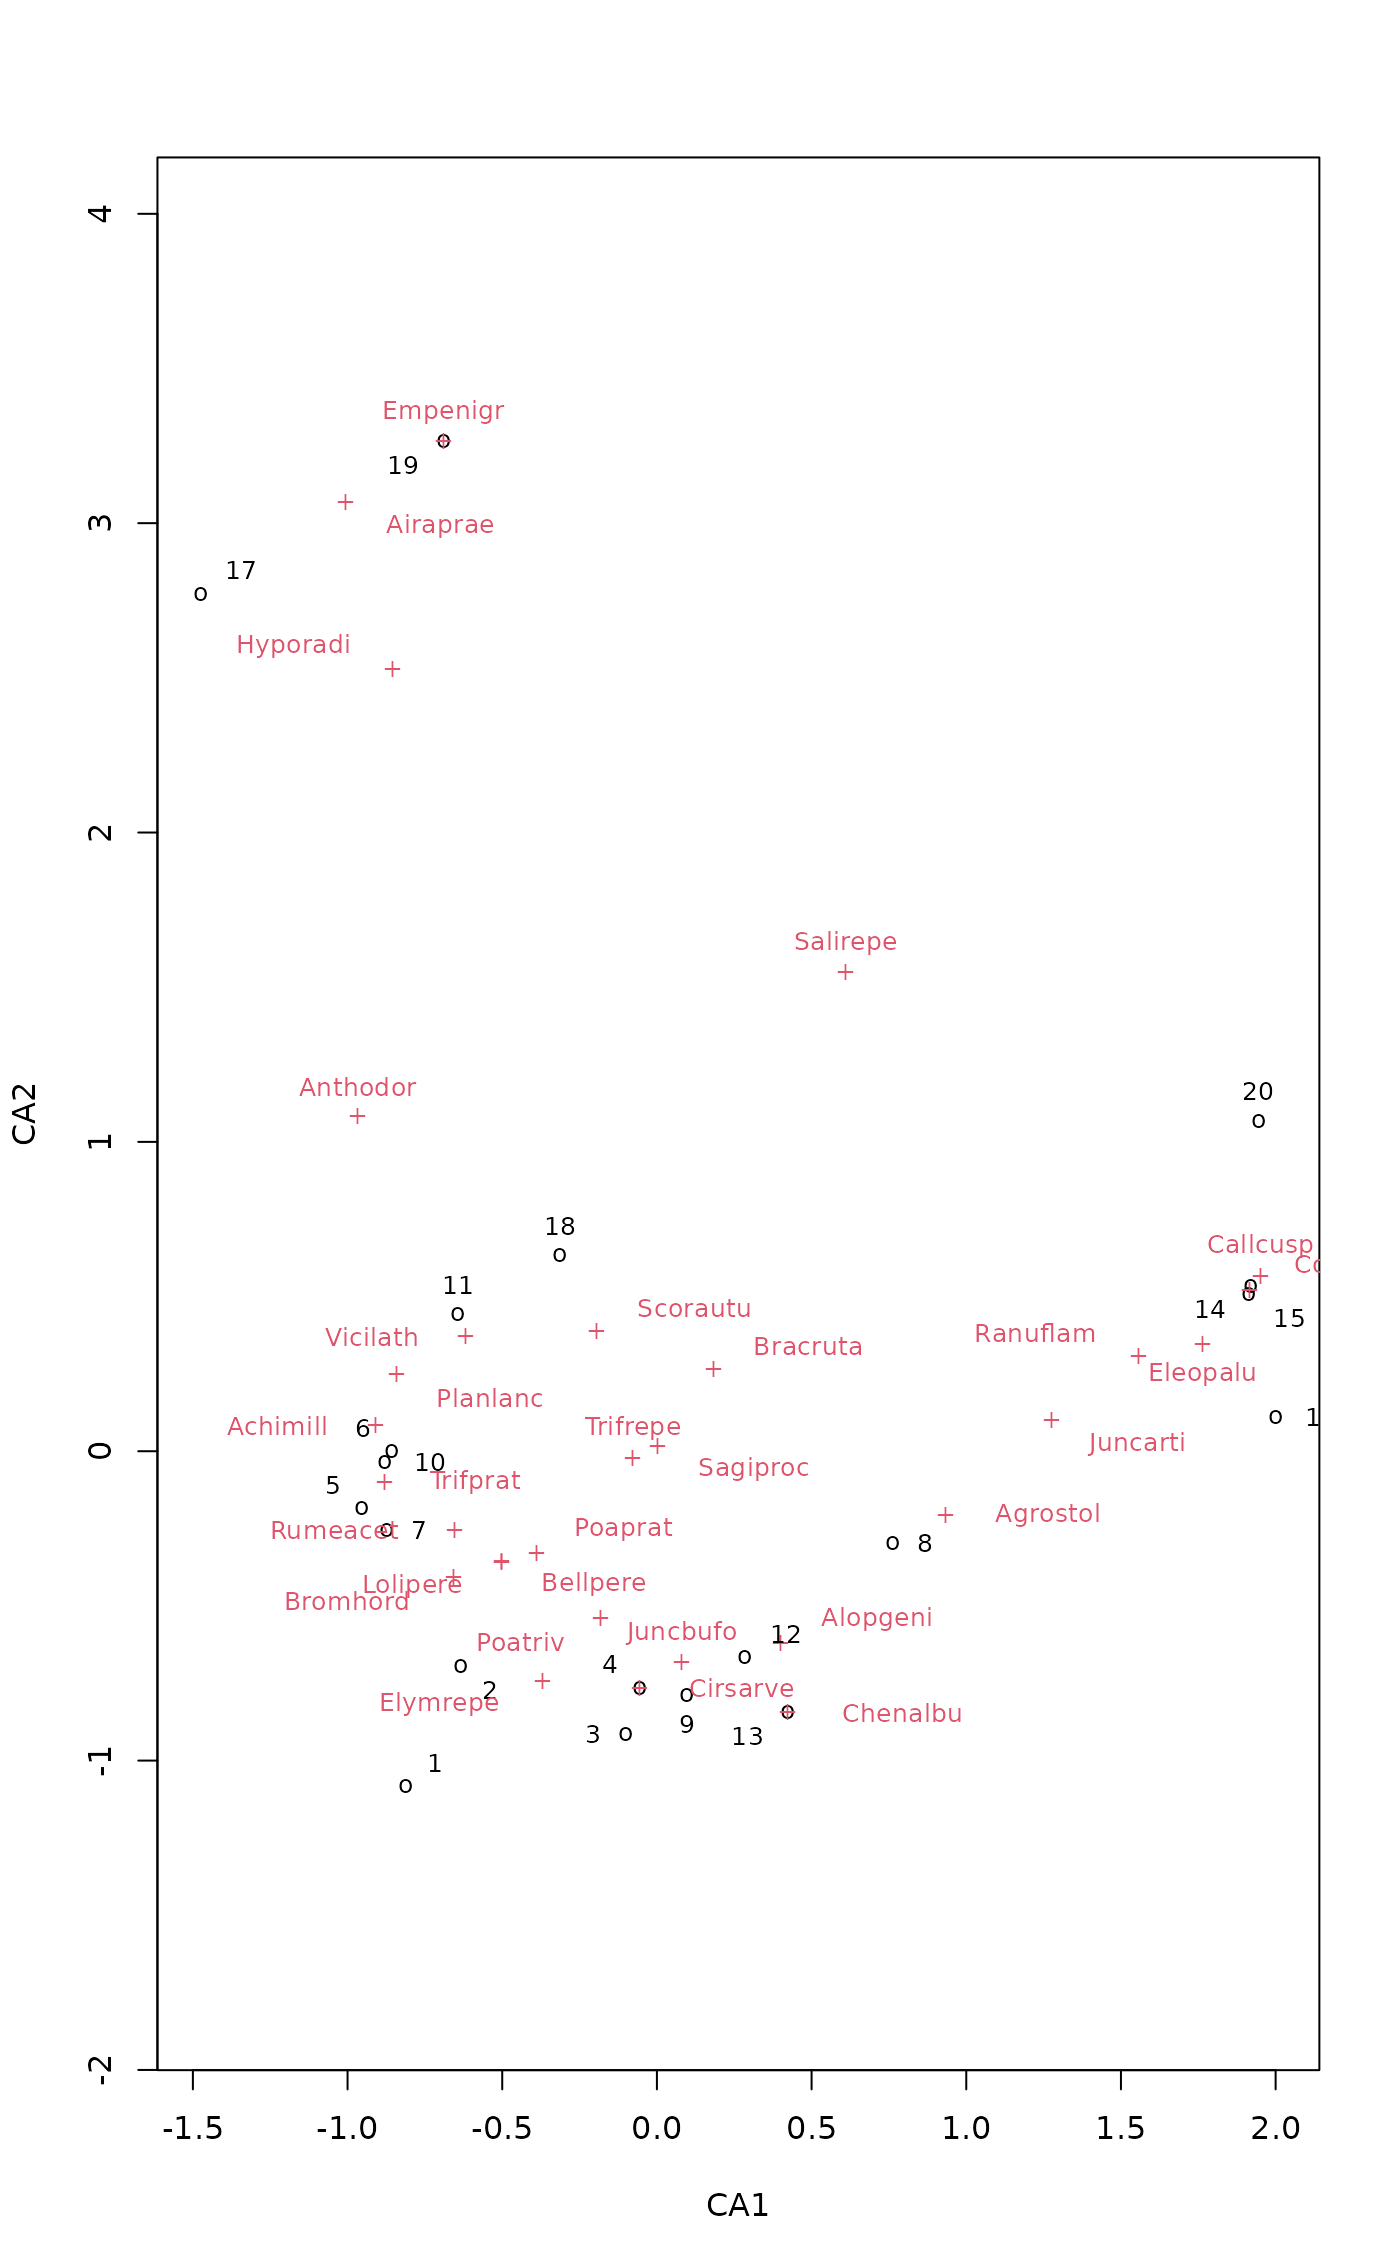 4
Empenigr
19
3
Airaprae
17
Hyporadi
2
Salirepe
Anthodor
20
CA2
1
18
Callcusp
Co
11
14
15
Scorautu
Vicilath
Ranuflam
Bracruta
Eleopalu
Planlanc
Achimill
6
Trifrepe
1
0
Juncarti
10
Sagiproc
5
Trifprat
Agrostol
Rumeacet
7
Poaprat
8
Lolipere
Bellpere
Bromhord
Alopgeni
12
Juncbufo
Poatriv
4
2
Cirsarve
Elymrepe
Chenalbu
9
3
13
-1
1
-2
-1.5 -1.0 -0.5 0.0 0.5 1.0 1.5 2.0
CA1